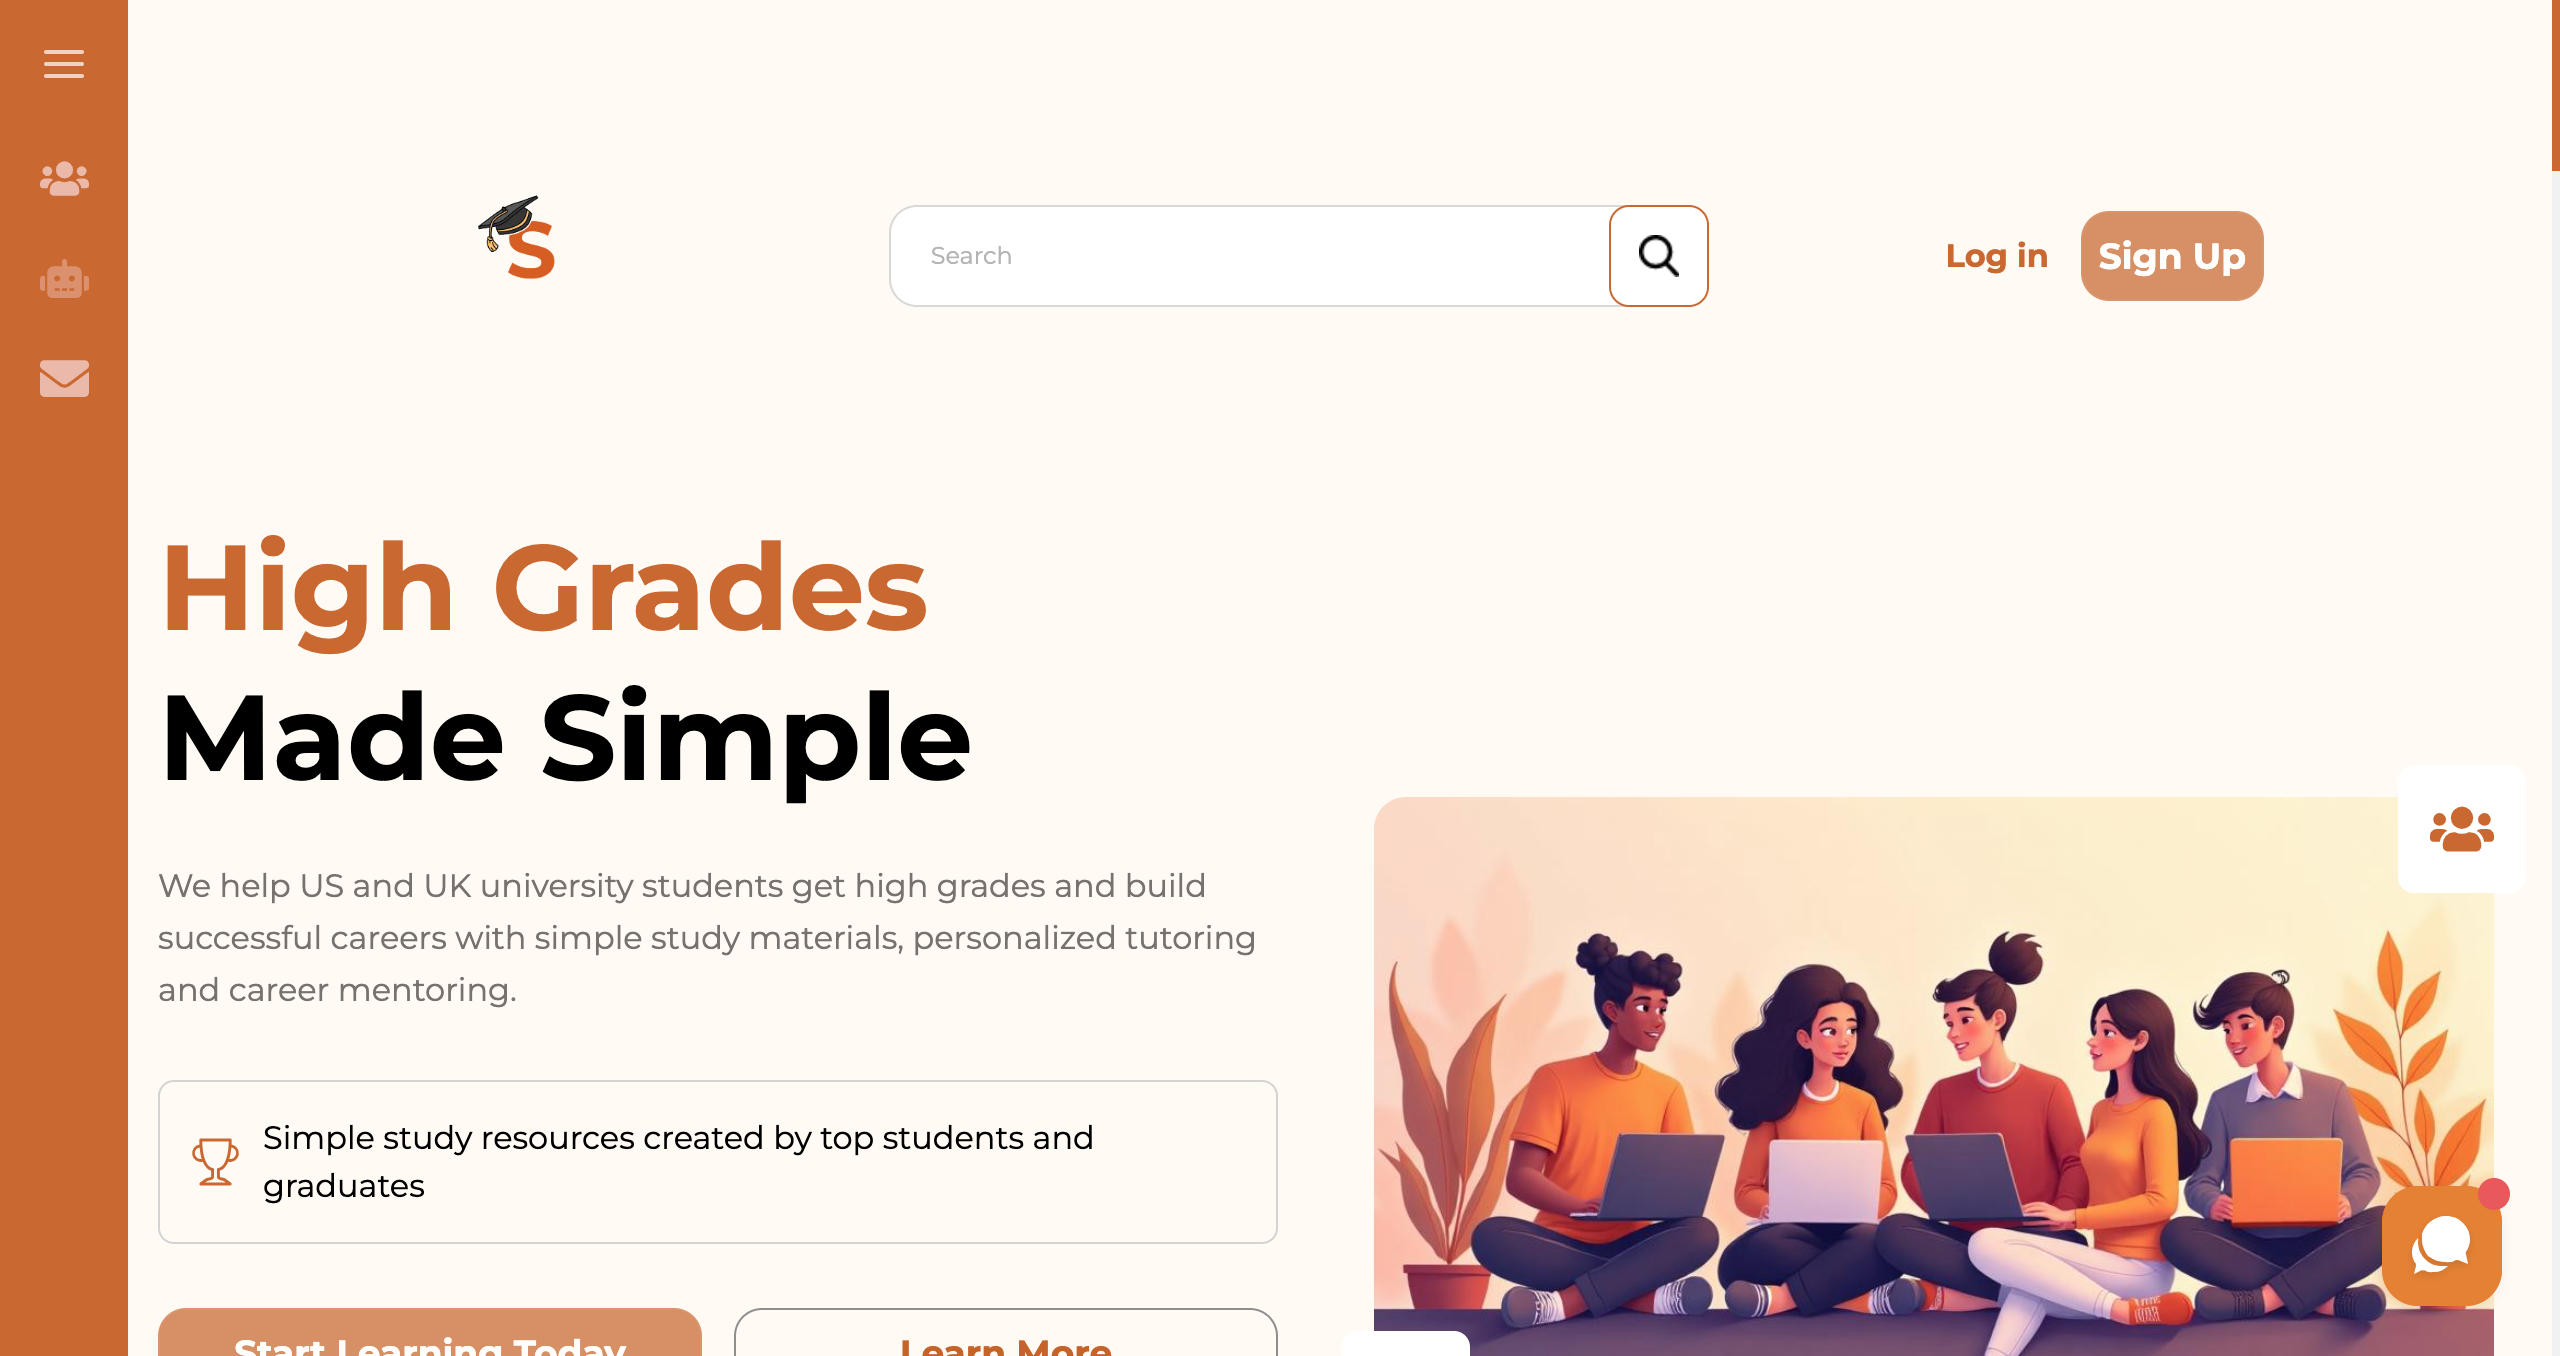 S
Search
Log in
Sign Up
High Grades
Made Simple
We help US and UK university students get high grades and build
successful careers with simple study materials, personalized tutoring
and career mentoring.
Simple study resources created by top students and
graduates
Start Learning Today
Learn More